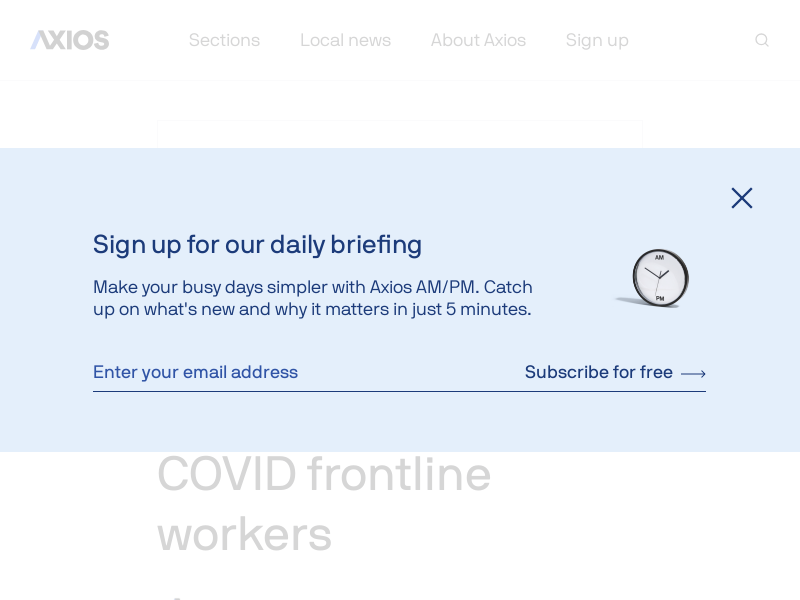 AXIOS
Sections
Local news
About Axios
Sign up
Sign up for our daily briefing
AM
PM
Make your busy days simpler with Axios AM/PM. Catch
up on what's new and why it matters in just 5 minutes.
Enter your email address
Subscribe for free
COVID frontline
workers